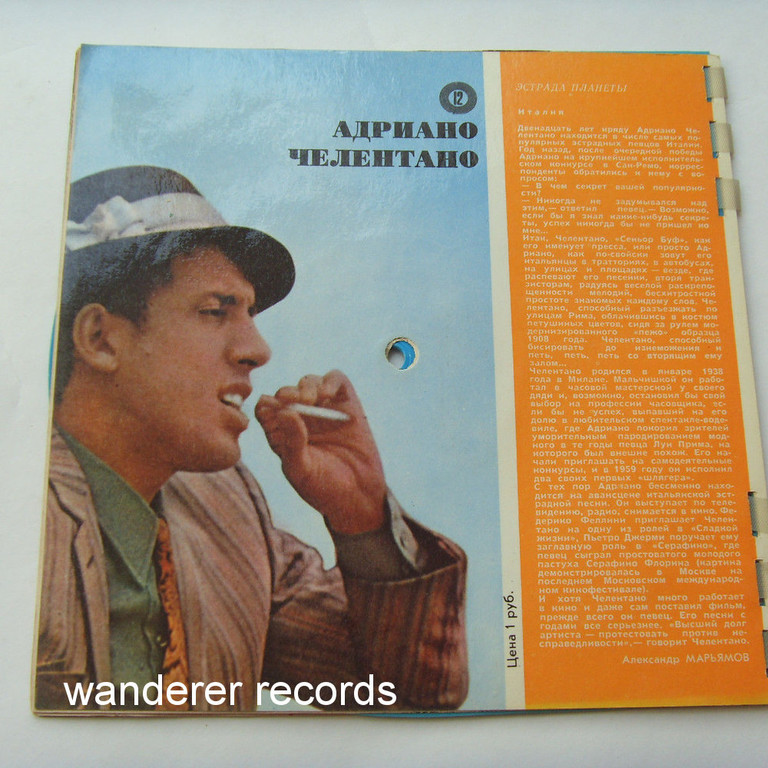 12
АДРИАНО
ЧЕЛЕНТАНО
ЭСТРАДА ПЛАНЕТЫ
Италия
Двенадцать лет кряду Адриано Че-
лентано находится в числе самых по-
пулярных эстрадных певцов Италии.
Год назад, после очередной победы
Адриано на крупнейшем исполнитель-
ском конкурсе в Сан-Ремо, коррес-
понденты обратились к нему с во-
просом:
— В чем секрет вашей популярно-
сти?
— Никогда не задумывался над
этим,— ответил певец.— Возможно,
если бы я знал какие-нибудь секре-
ты, успех никогда бы не пришел ко
мне...
Итак, Челентано, «Сеньор Буф», как
его именует пресса, или просто Ад-
риано, как по-свойски зовут его
итальянцы в тратториях, в автобусах,
на улицах и площадях — везде, где
распевают его песенки, вторя тран-
зисторам, радуясь веселой раскрепо-
щенности мелодий, бесхитростной
простоте знакомых каждому слов. Че-
лентано, способный разъезжать по
улицам Рима, облачившись в костюм
петушиных цветов, сидя за рулем мо-
дернизированного «пежо» образца
1908 года. Челентано, способный
бисировать до изнеможения и
петь, петь, петь со вторящим ему
залом...
Челентано родился в январе 1938
года в Милане. Мальчишкой он рабо-
тал в часовой мастерской у своего
дяди и, возможно, остановил бы свой
выбор на профессии часовщика, ес-
ли бы не успех, выпавший на его
долю в любительском спектакле-воде-
виле, где Адриано покорил зрителей
уморительным пародированием мод-
ного в те годы певца Луи Прима, на
которого был внешне похож. Его на-
чали приглашать на самодеятельные
конкурсы, и в 1959 году он исполнил
два своих первых «шлягера».
С тех пор Адриано бессменно нахо-
дится на авансцене итальянской эст-
радной песни. Он выступает по теле-
видению, радио, снимается в кино. Фе-
дерико Феллини приглашает Челен-
тано на одну из ролей в «Сладкой
жизни», Пьетро Джерми поручает ему
заглавную роль в «Серафино», где
певец сыграл простоватого молодого
пастуха Серафино Флорина (картина
демонстрировалась в Москве на
последнем Московском международ-
ном кинофестивале).
И хотя Челентано много работает
в кино и даже сам поставил фильм,
прежде всего он певец. Его песни с
годами все серьезнее. «Высший долг
артиста — протестовать против не-
справедливости»,— говорит Челентано.
Александр МАРЬЯМОВ
Цена 1 руб.
wanderer records